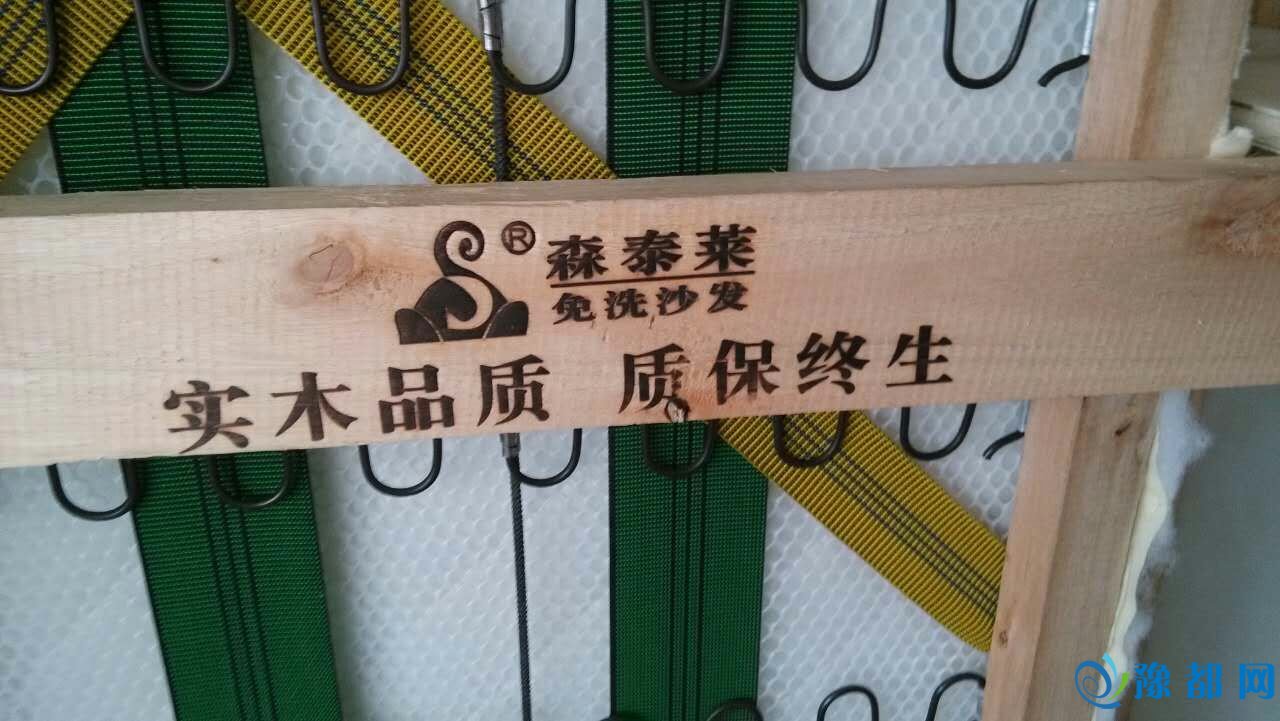 ®
森泰莱
免洗沙发
实木品质 质保终生
豫都网